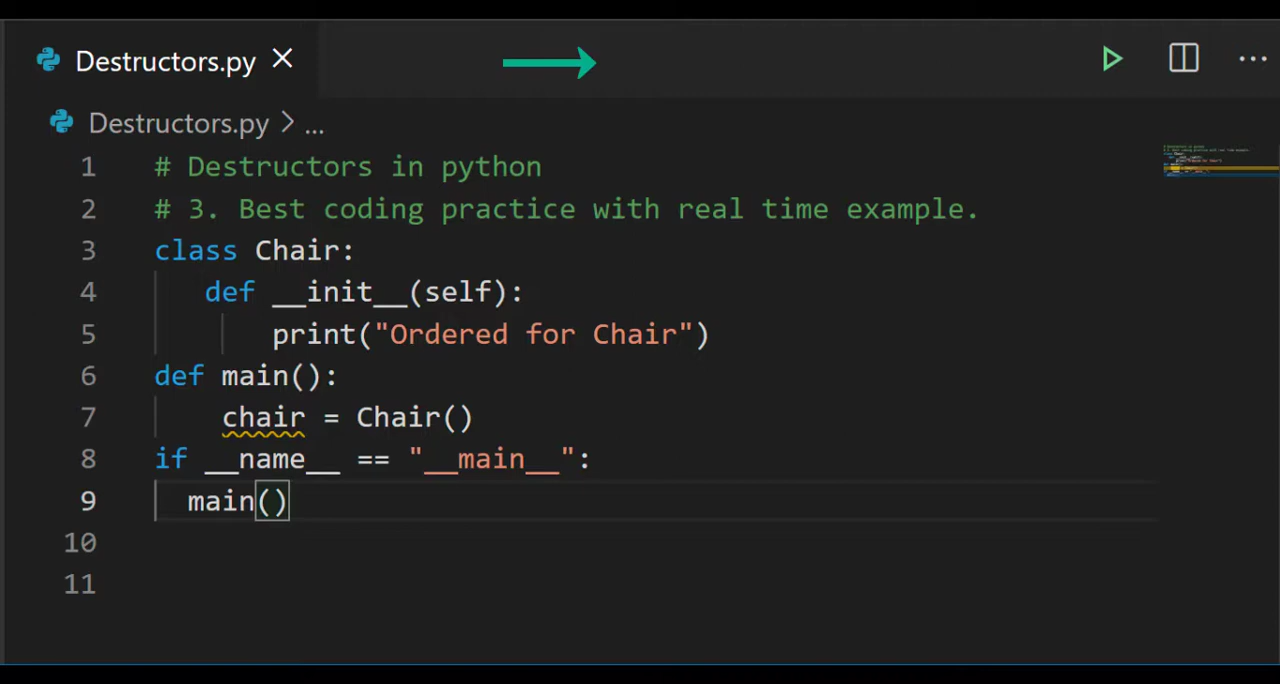 Destructors.py
Destructors.py > ...
1 # Destructors in python
2 # 3. Best coding practice with real time example.
3 class Chair:
4 def __init__(self):
5 print("Ordered for Chair")
6 def main():
7 chair = Chair()
8 if __name__ == "__main__":
9 main()
10
11